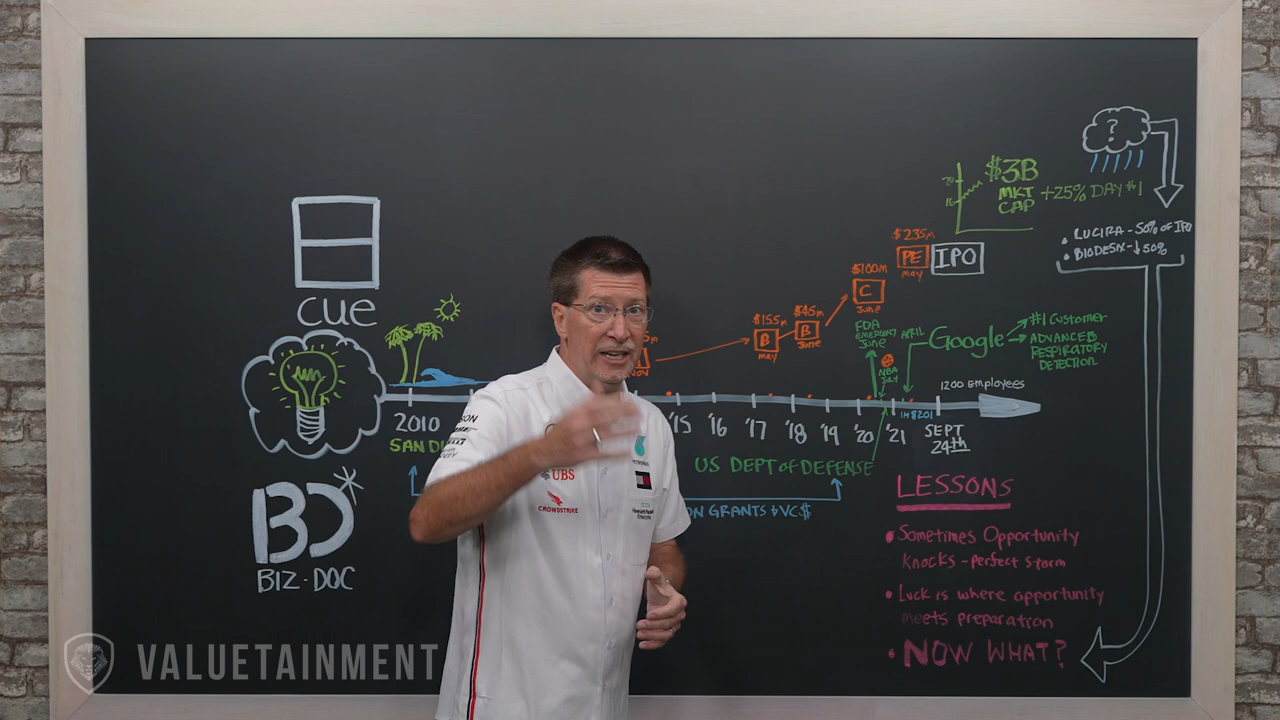 cue
2010
SAN DI
BIZ-DOC
VALUETAINMENT
UBS
CROWDSTRIKE
NOV
$155m
B
may
$45m
B
June
$100m
C
June
$235m
PE
may
IPO
$3B
MKT
CAP
+25% DAY #1
?
• LUCIRA - 50% of IPO
• BIODESIX - ↓50%
FDA
EMERGENCY
June
NBA
APRIL
Google
#1 Customer
ADVANCED
RESPIRATORY
DETECTION
1200 EMPLOYEES
'15 '16 '17 '18 '19 '20 '21 SEPT
24th
US DEPT of DEFENSE
ON GRANTS + VC $
LESSONS
• Sometimes Opportunity
Knocks - perfect storm
• Luck is where opportunity
meets preparation
• NOW WHAT?